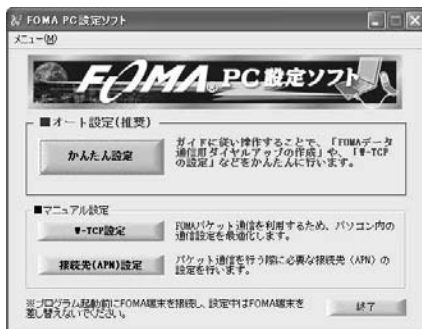 FOMA PC設定ソフト
メニュー(M)
FOMA PC設定ソフト
■オート設定(推奨)
かんたん設定
ガイドに従い操作することで、「FOMAデータ
通信用ダイヤルアップの作成」や、「W-TCP
の設定」などをかんたんに行います。
■マニュアル設定
W-TCP設定
FOMAパケット通信を利用するため、パソコン内の
通信設定を最適化します。
接続先(APN)設定
パケット通信を行う際に必要な接続先(APN)の
設定を行います。
※プログラム起動前にFOMA端末を接続し、設定中はFOMA端末を
差し替えないでください。
終了